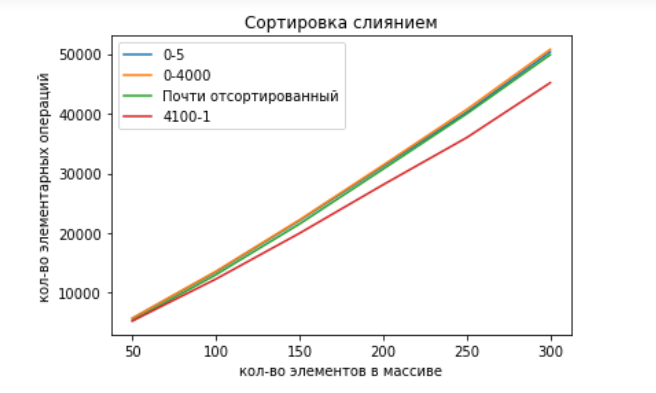 Сортировка слиянием
0-5
0-4000
Почти отсортированный
4100-1
кол-во элементарных операций
50000
40000
30000
20000
10000
50 100 150 200 250 300
кол-во элементов в массиве